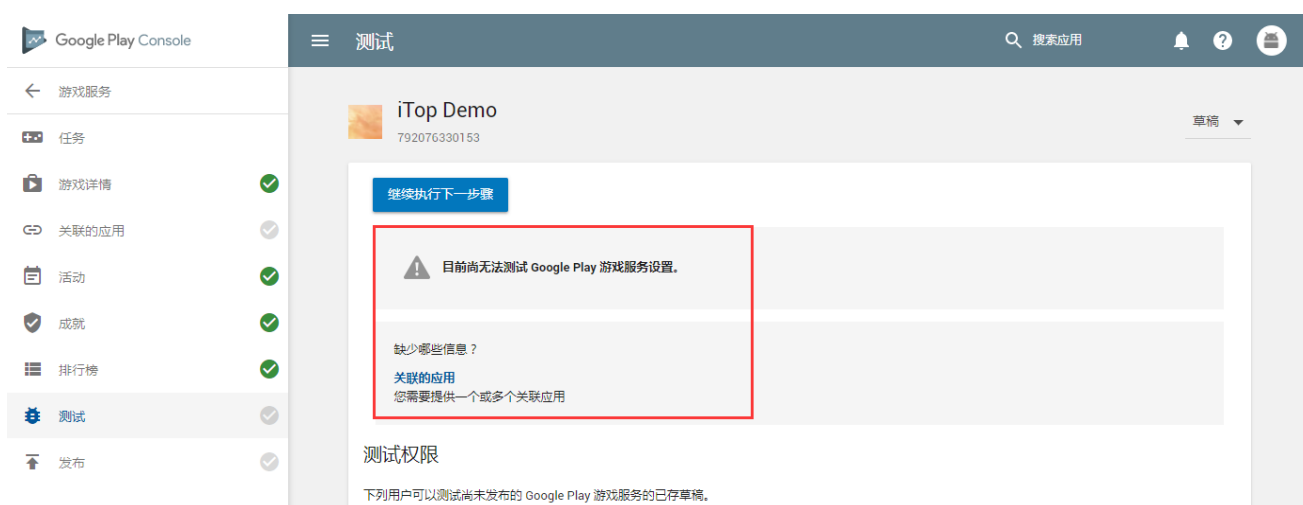 Google Play Console
测试
搜索应用
游戏服务
iTop Demo
792076330153
草稿
任务
游戏详情
关联的应用
活动
成就
排行榜
测试
发布
继续执行下一步骤
目前尚无法测试 Google Play 游戏服务设置。
缺少哪些信息？
关联的应用
您需要提供一个或多个关联应用
测试权限
下列用户可以测试尚未发布的 Google Play 游戏服务的已存草稿。